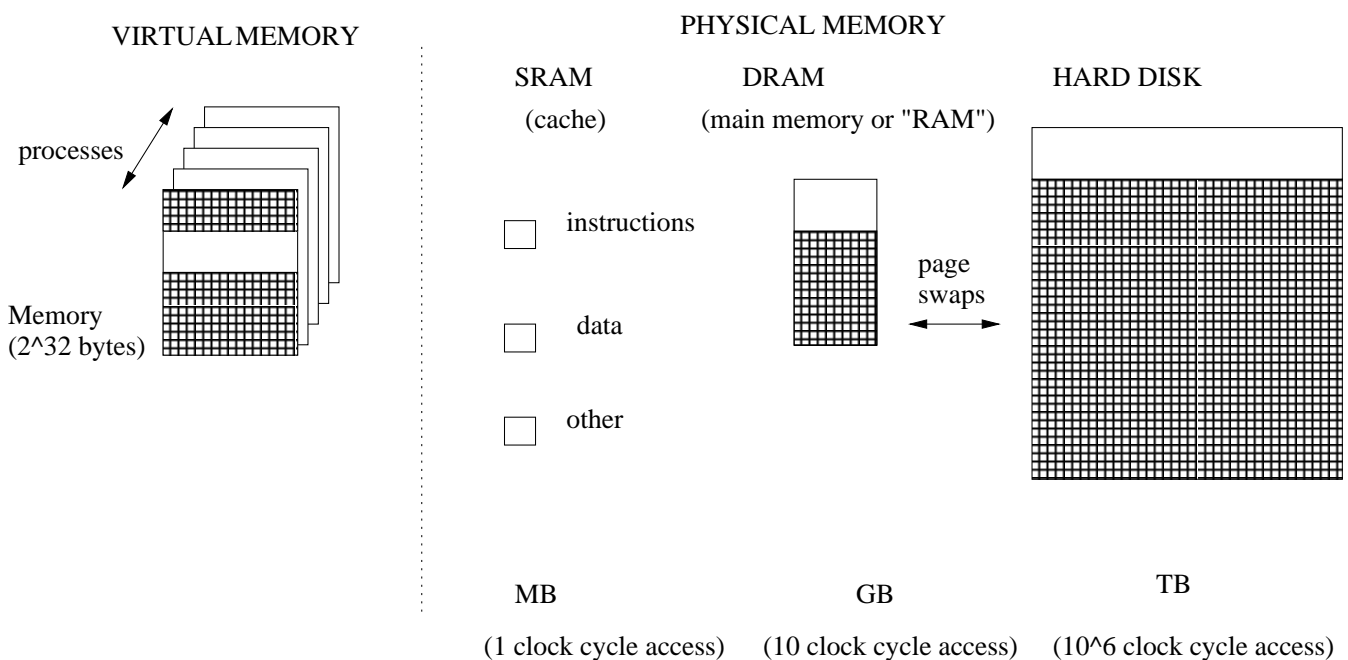 VIRTUAL MEMORY
PHYSICAL MEMORY
SRAM
(cache)
DRAM
(main memory or "RAM")
HARD DISK
processes
Memory
(2^32 bytes)
instructions
data
other
page
swaps
MB
(1 clock cycle access)
GB
(10 clock cycle access)
TB
(10^6 clock cycle access)